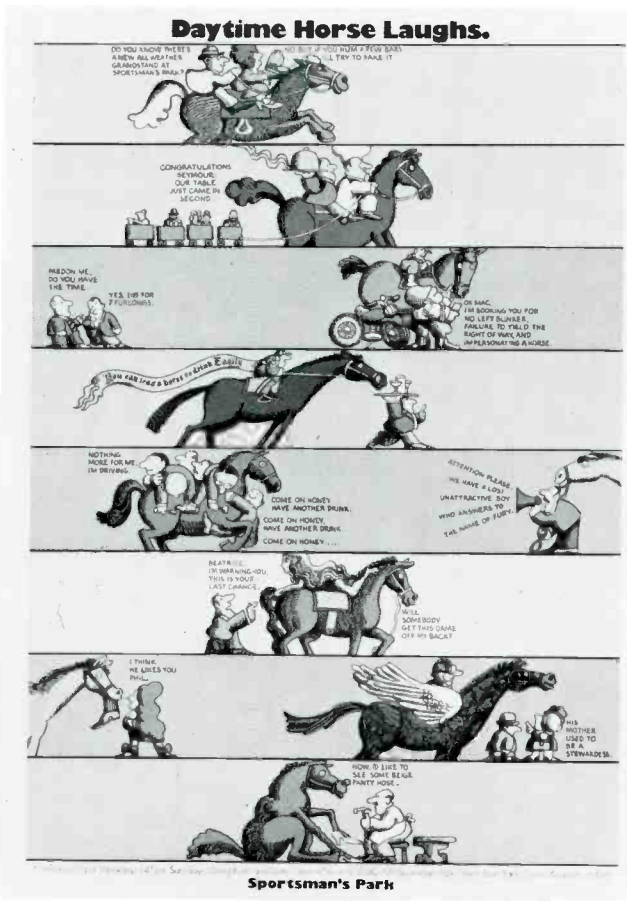 Daytime Horse Laughs.
DO YOU KNOW THERE'S
A NEW ALL WEATHER
GRANDSTAND AT
SPORTSMAN'S PARK?
NO BUT IF YOU HUM A FEW BARS
I'LL TRY TO FAKE IT
CONGRATULATIONS
SEYMOUR,
OUR TABLE
JUST CAME IN
SECOND
PARDON ME,
DO YOU HAVE
THE TIME
YES, 1:19 FOR
7 FURLONGS.
OK MAC,
I'M BOOKING YOU FOR
NO LEFT BLINKER,
FAILURE TO YIELD THE
RIGHT OF WAY, AND
IMPERSONATING A HORSE.
You can lead a horse to drink
NOTHING
MORE FOR ME,
I'M DRIVING.
COME ON HONEY
HAVE ANOTHER DRINK.
COME ON HONEY,
HAVE ANOTHER DRINK
COME ON HONEY ....
ATTENTION PLEASE,
WE HAVE A LOST
UNATTRACTIVE BOY
WHO ANSWERS TO
THE NAME OF FURY.
BEATRICE
I'M WARNING YOU,
THIS IS YOUR
LAST CHANCE.
WILL
SOMEBODY
GET THIS DAME
OFF MY BACK?
I THINK
HE LIKES YOU
PHIL.
HIS
MOTHER
USED TO
BE A
STEWARDESS.
NOW, I'D LIKE TO
SEE SOME BEIGE
PANTY HOSE.
Sportsman's Park